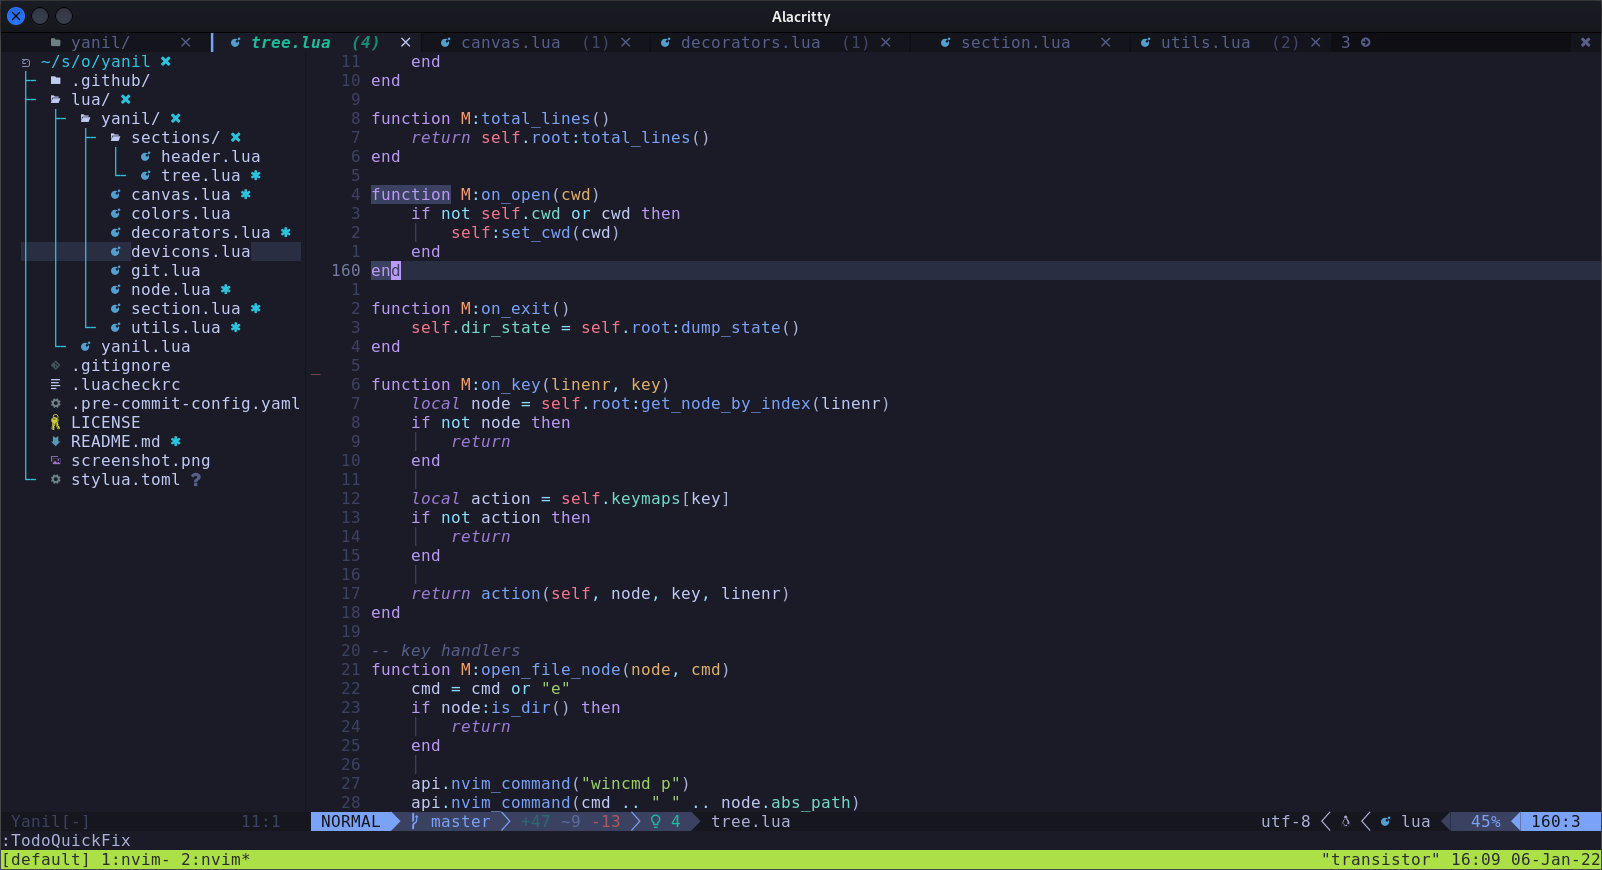 Alacritty
yanil/ × tree.lua (4) × canvas.lua (1) × decorators.lua (1) × section.lua × utils.lua (2) × 3
~/s/o/yanil
.github/
lua/
yanil/
sections/
header.lua
tree.lua
canvas.lua
colors.lua
decorators.lua
devicons.lua
git.lua
node.lua
section.lua
utils.lua
yanil.lua
.gitignore
.luacheckrc
.pre-commit-config.yaml
LICENSE
README.md
screenshot.png
stylua.toml ?
11     end
10 end
9
8 function M:total_lines()
7     return self.root:total_lines()
6 end
5
4 function M:on_open(cwd)
3     if not self.cwd or cwd then
2         self:set_cwd(cwd)
1     end
160 end
1
2 function M:on_exit()
3     self.dir_state = self.root:dump_state()
4 end
5
6 function M:on_key(linenr, key)
7     local node = self.root:get_node_by_index(linenr)
8     if not node then
9         return
10     end
11
12     local action = self.keymaps[key]
13     if not action then
14         return
15     end
16
17     return action(self, node, key, linenr)
18 end
19
20 -- key handlers
21 function M:open_file_node(node, cmd)
22     cmd = cmd or "e"
23     if node:is_dir() then
24         return
25     end
26
27     api.nvim_command("wincmd p")
28     api.nvim_command(cmd .. " " .. node.abs_path)
Yanil[-] 11:1 NORMAL master +47 ~9 -13 4 tree.lua utf-8 lua 45% 160:3
:TodoQuickFix
[default] 1:nvim- 2:nvim* "transistor" 16:09 06-Jan-22